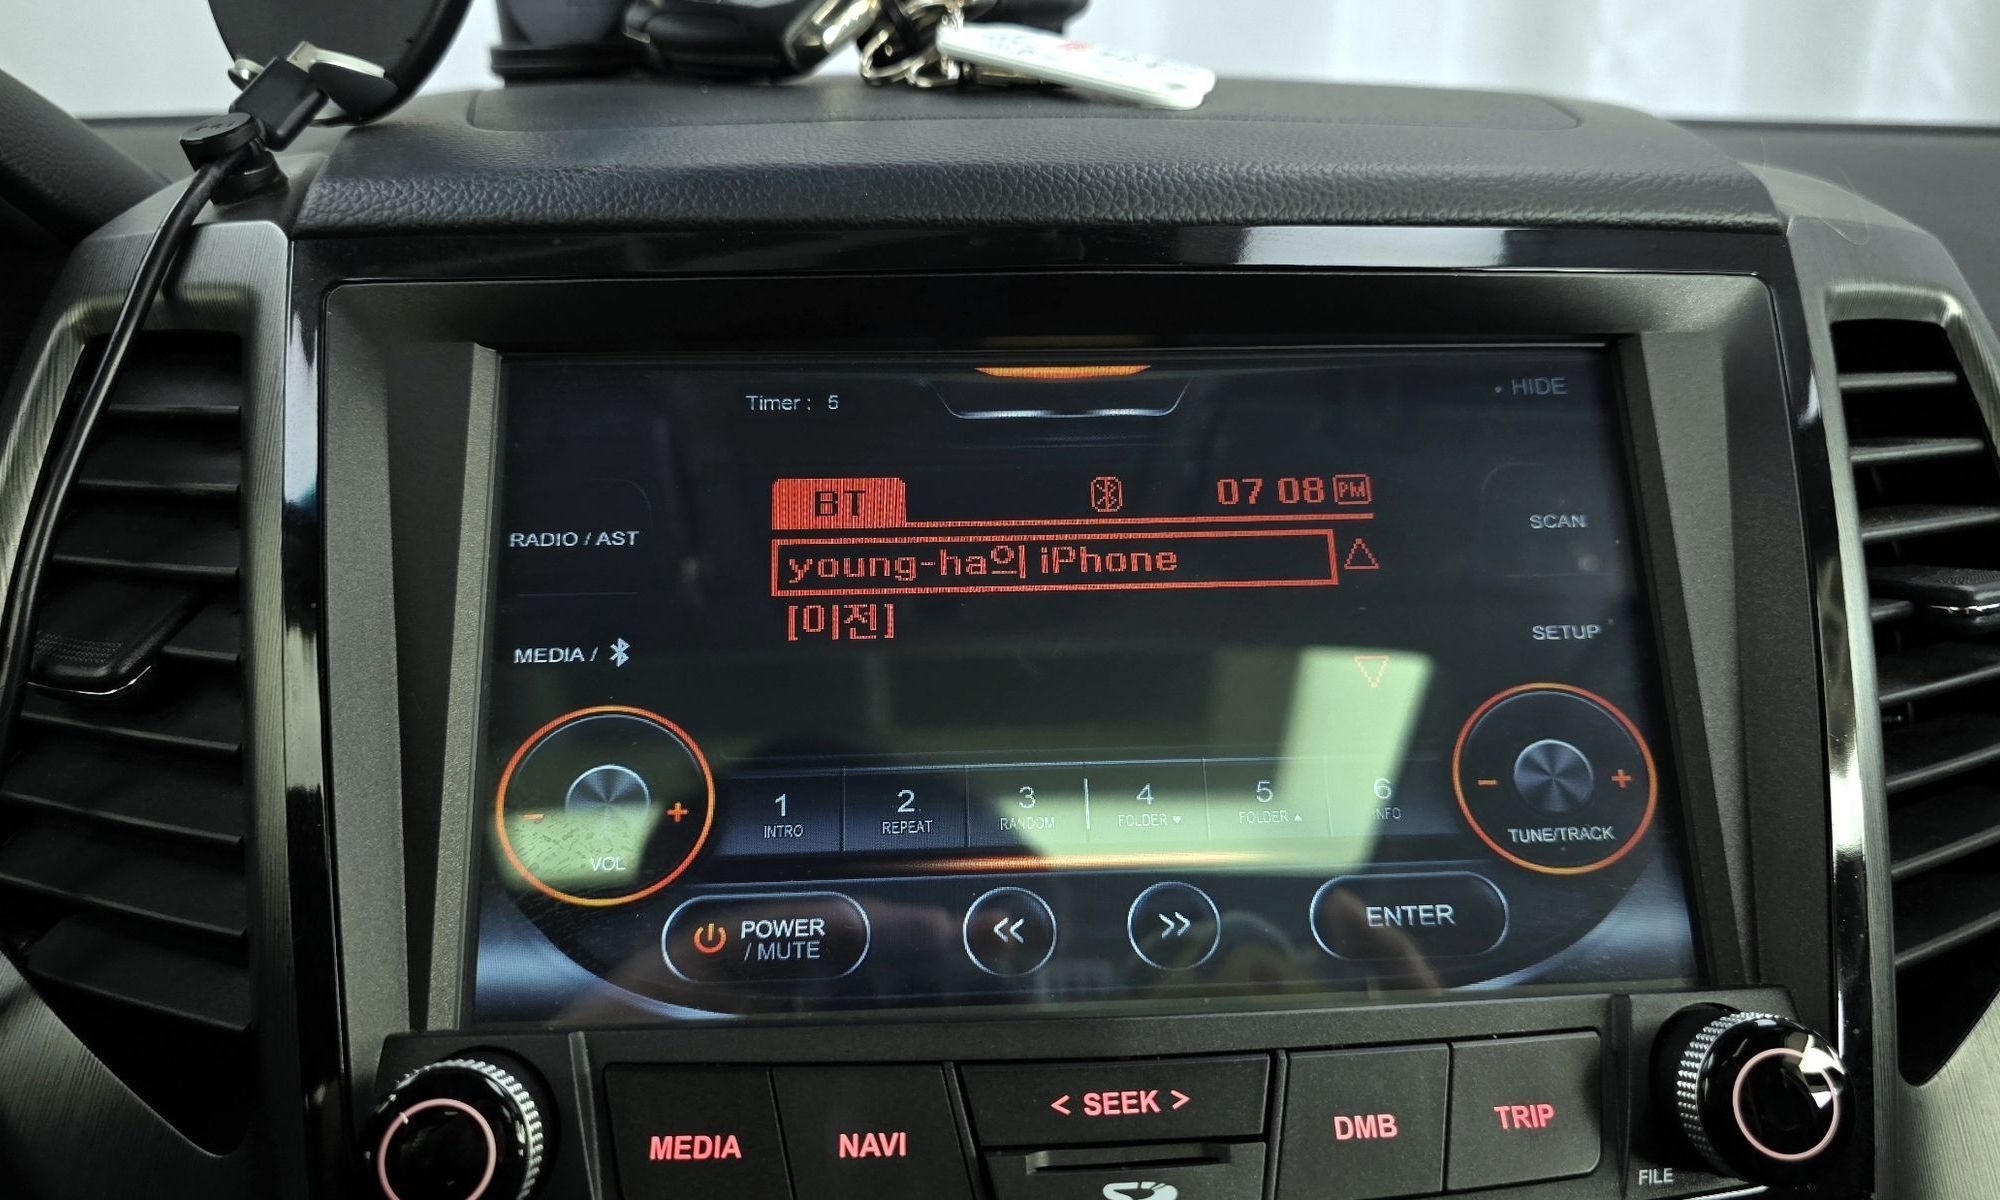 Timer : 5
• HIDE
BT
07 08 PM
RADIO / AST
SCAN
young-ha의 iPhone
[이전]
MEDIA /
SETUP
- +
VOL
1 INTRO
2 REPEAT
3 RANDOM
4 FOLDER ▼
5 FOLDER ▲
6 INFO
- +
TUNE/TRACK
POWER
/ MUTE
<<
>>
ENTER
MEDIA
NAVI
< SEEK >
DMB
TRIP
FILE